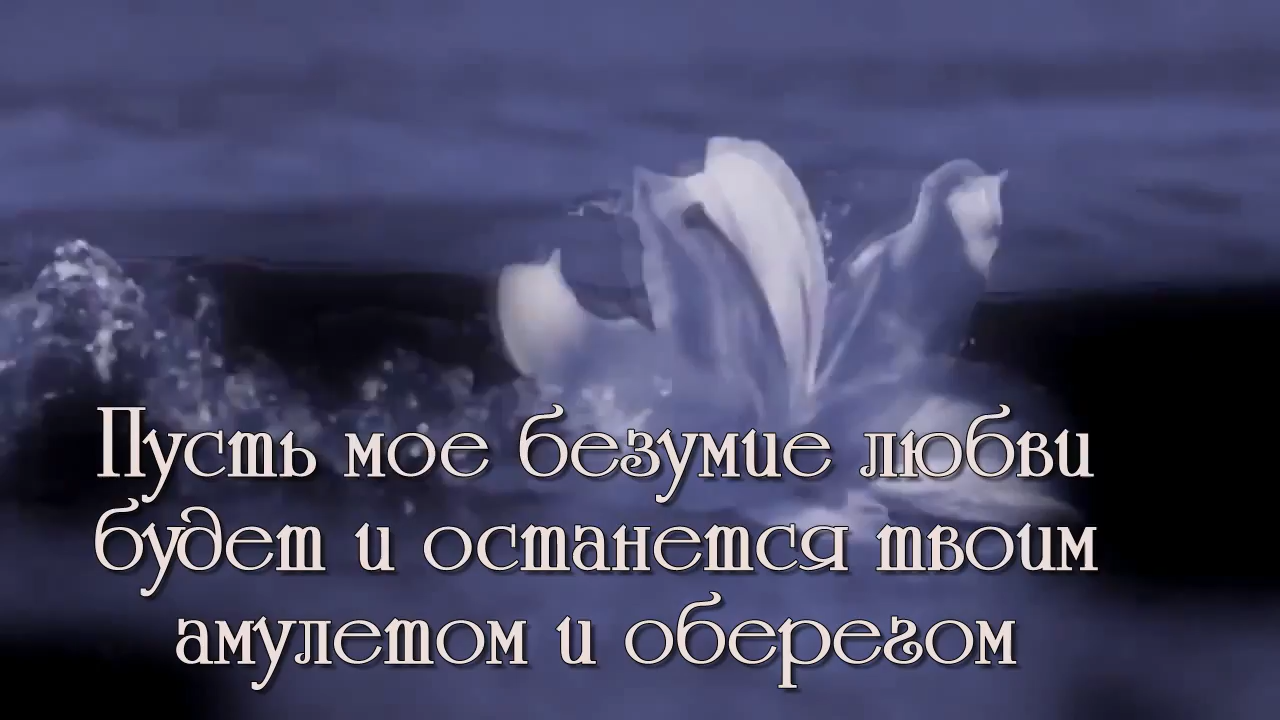 Пусть мое безумие любви
будет и останется твоим
амулетом и оберегом